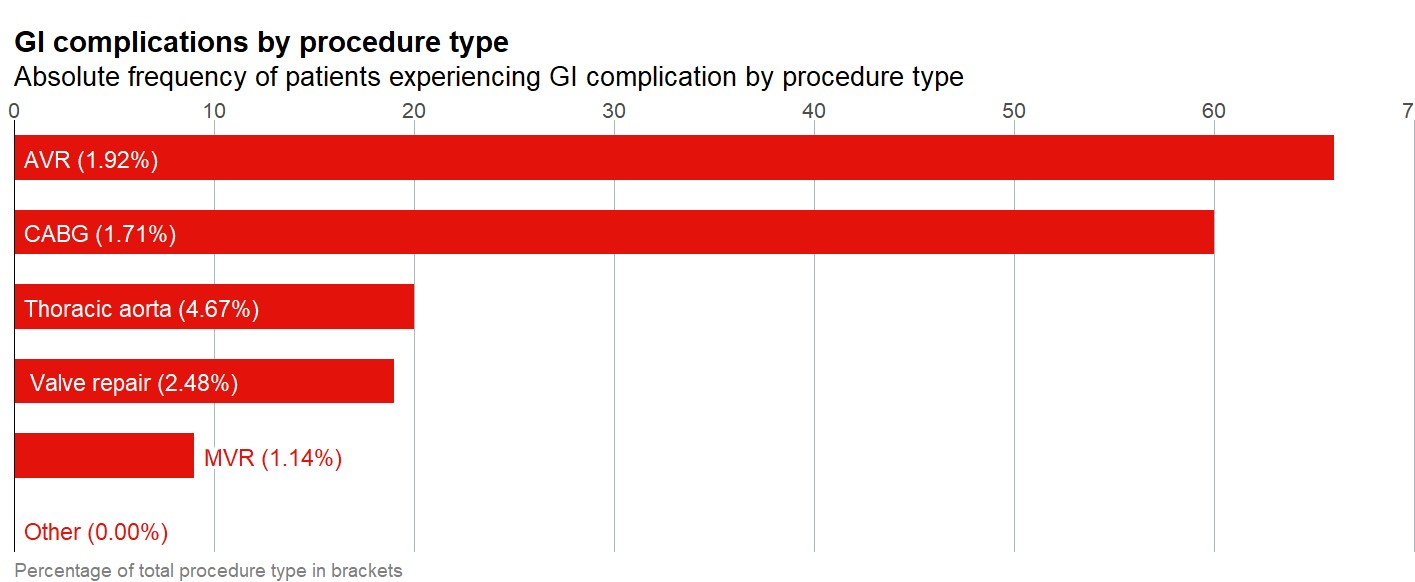 GI complications by procedure type
Absolute frequency of patients experiencing GI complication by procedure type
0 10 20 30 40 50 60 7
AVR (1.92%)
CABG (1.71%)
Thoracic aorta (4.67%)
Valve repair (2.48%)
MVR (1.14%)
Other (0.00%)
Percentage of total procedure type in brackets